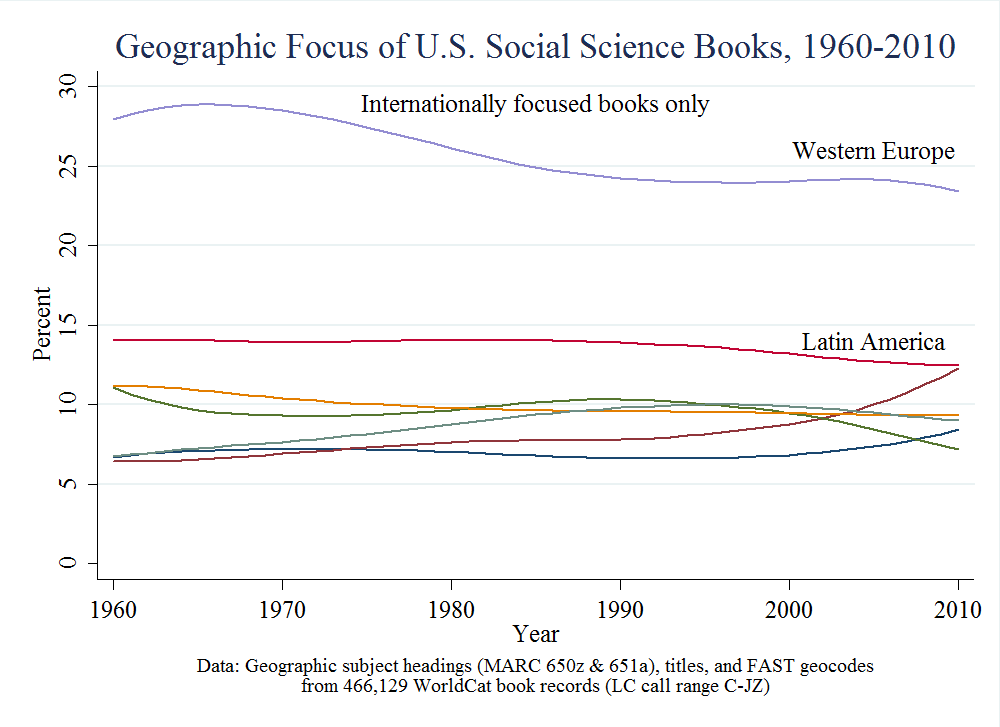 Geographic Focus of U.S. Social Science Books, 1960-2010
Internationally focused books only
Western Europe
Latin America
Percent
30
25
20
15
10
5
0
1960 1970 1980 1990 2000 2010
Year
Data: Geographic subject headings (MARC 650z & 651a), titles, and FAST geocodes
from 466,129 WorldCat book records (LC call range C-JZ)